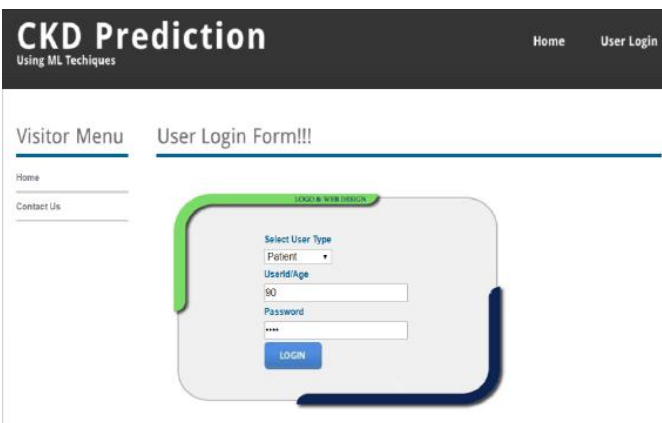 CKD Prediction
Using ML Techiques
Home
User Login
Visitor Menu
Home
Contact Us
User Login Form!!!
LOGO & WEB DESIGN
Select User Type
Patient
UserId/Age
90
Password
••••
LOGIN